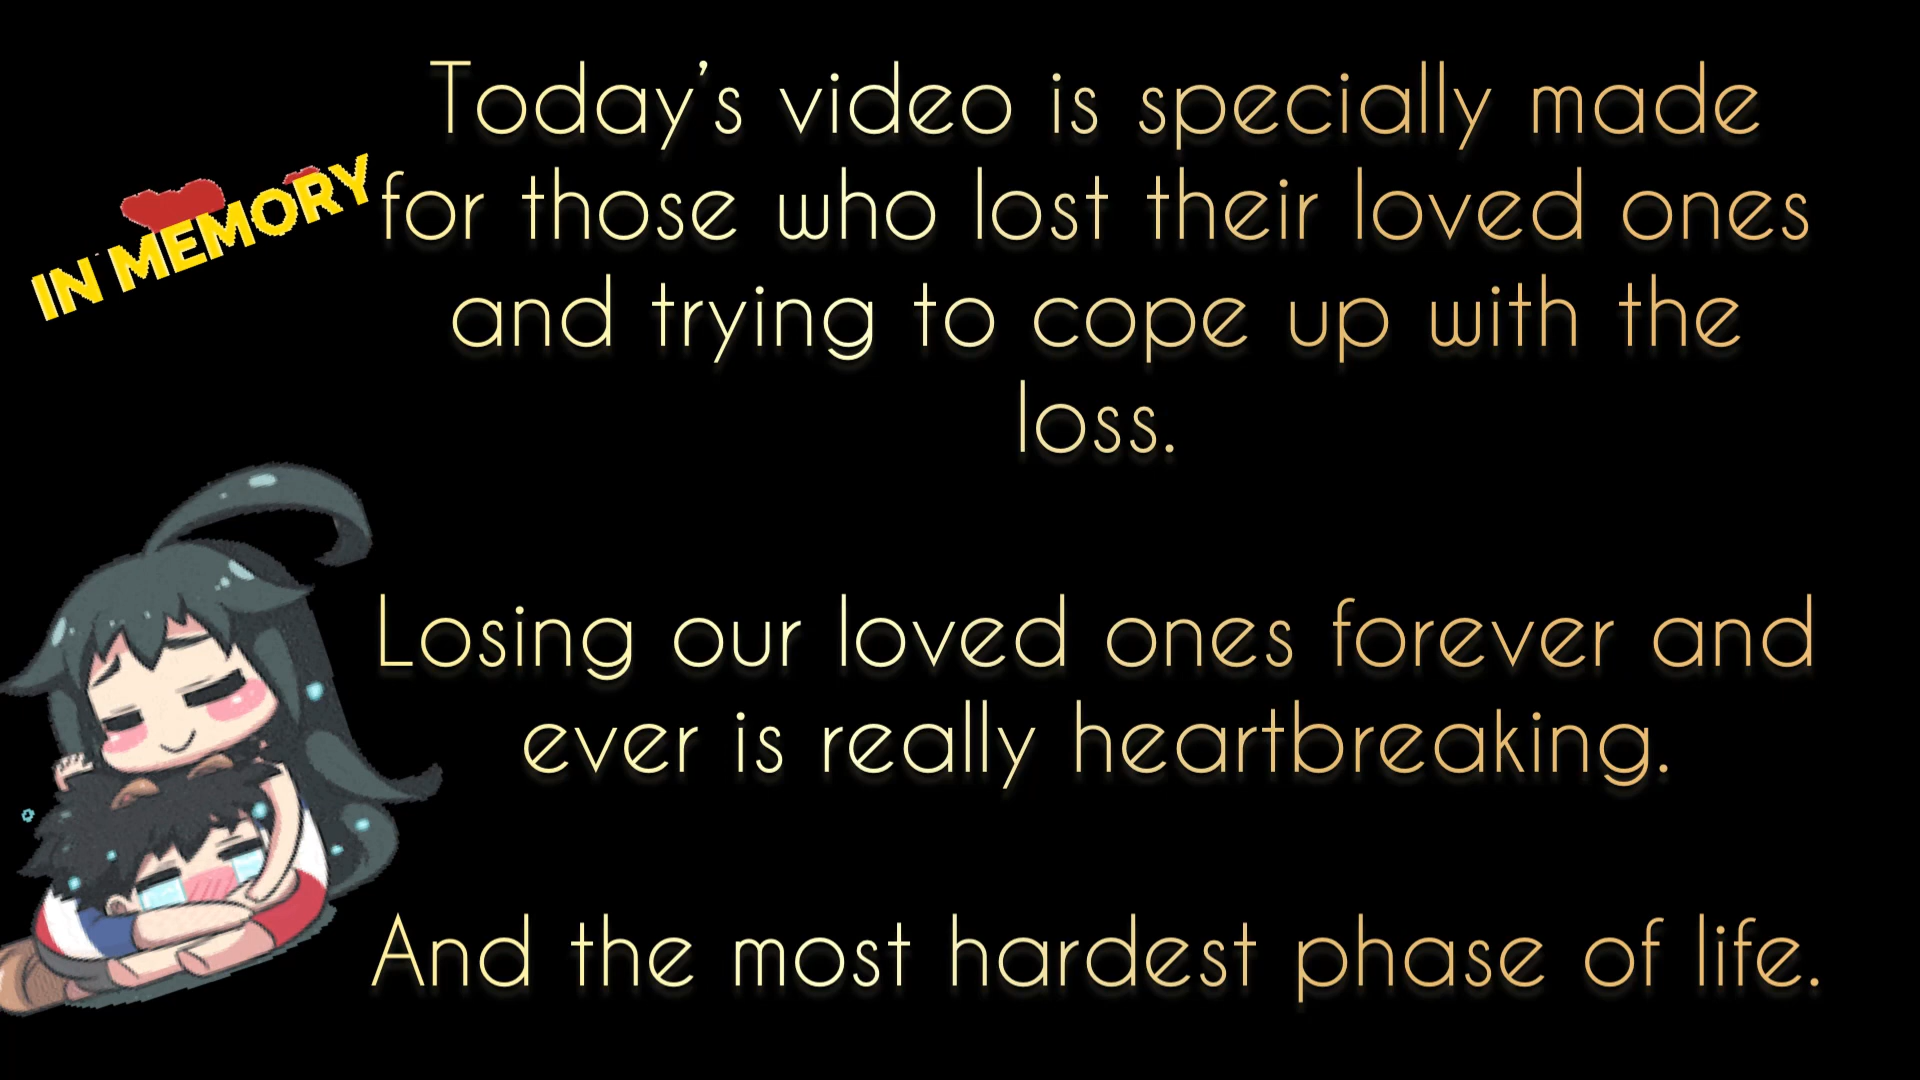 Today's video is specially made
IN MEMORY
for those who lost their loved ones
and trying to cope up with the
loss.
Losing our loved ones forever and
ever is really heartbreaking.
And the most hardest phase of life.